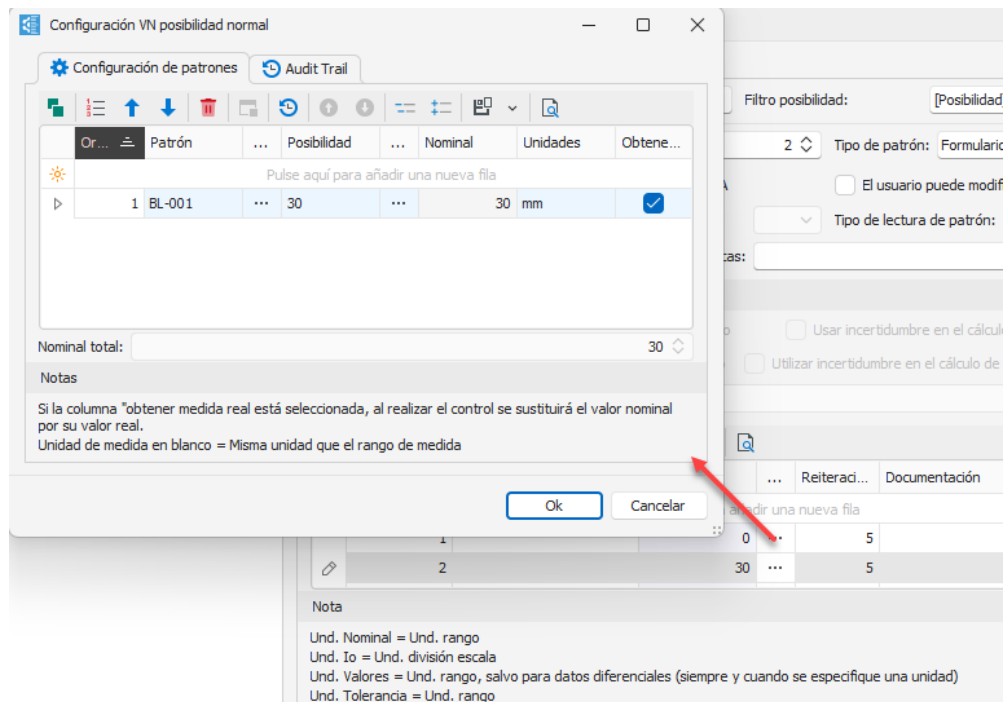 Configuración VN posibilidad normal
Configuración de patrones
Audit Trail
Or... Patrón ... Posibilidad ... Nominal Unidades Obtene...
Pulse aquí para añadir una nueva fila
1 BL-001 ... 30 ... 30 mm
Nominal total: 30
Notas
Si la columna "obtener medida real está seleccionada, al realizar el control se sustituirá el valor nominal
por su valor real.
Unidad de medida en blanco = Misma unidad que el rango de medida
Ok Cancelar
Filtro posibilidad: [Posibilidad]
2 Tipo de patrón: Formulario
El usuario puede modifi
Tipo de lectura de patrón:
cas:
Usar incertidumbre en el cálculo
Utilizar incertidumbre en el cálculo de
... Reiteraci... Documentación
añadir una nueva fila
1 0 ... 5
2 30 ... 5
Nota
Und. Nominal = Und. rango
Und. Io = Und. división escala
Und. Valores = Und. rango, salvo para datos diferenciales (siempre y cuando se especifique una unidad)
Und. Tolerancia = Und. rango